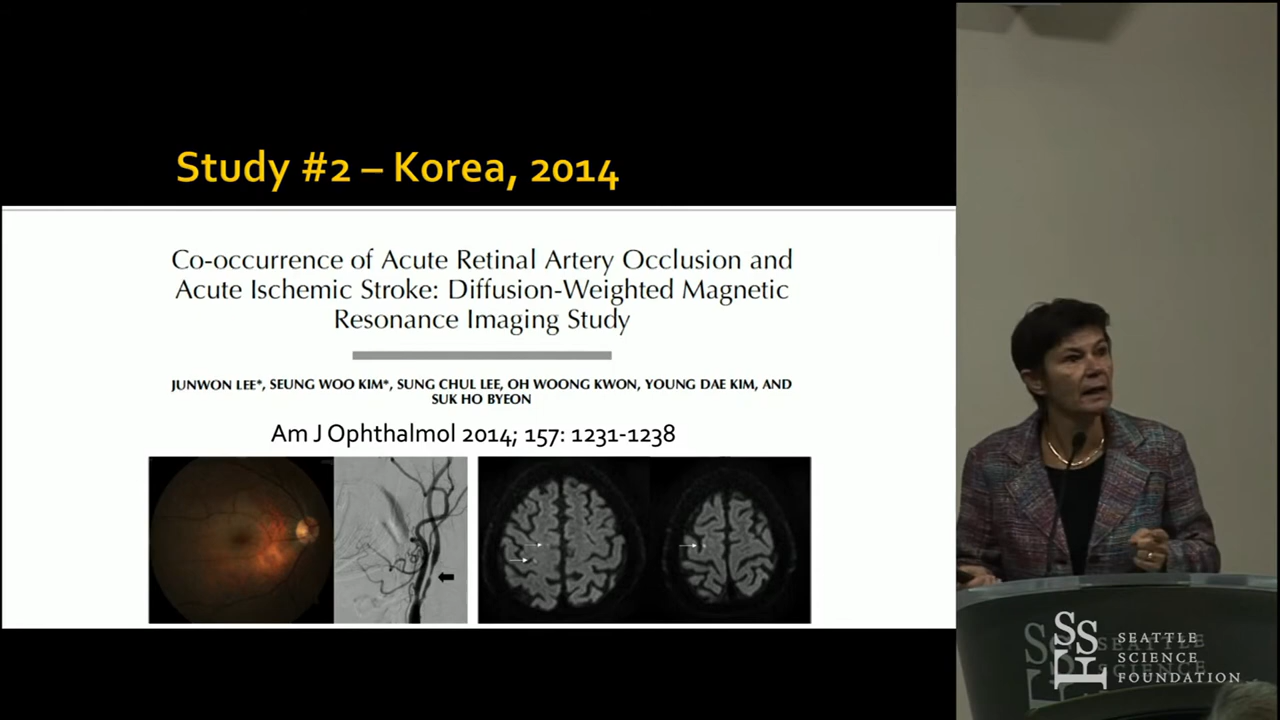 Study #2 – Korea, 2014
Co-occurrence of Acute Retinal Artery Occlusion and
Acute Ischemic Stroke: Diffusion-Weighted Magnetic
Resonance Imaging Study
JUNWON LEE*, SEUNG WOO KIM*, SUNG CHUL LEE, OH WOONG KWON, YOUNG DAE KIM, AND
SUK HO BYEON
Am J Ophthalmol 2014; 157: 1231-1238
SSF
SEATTLE
SCIENCE
FOUNDATION